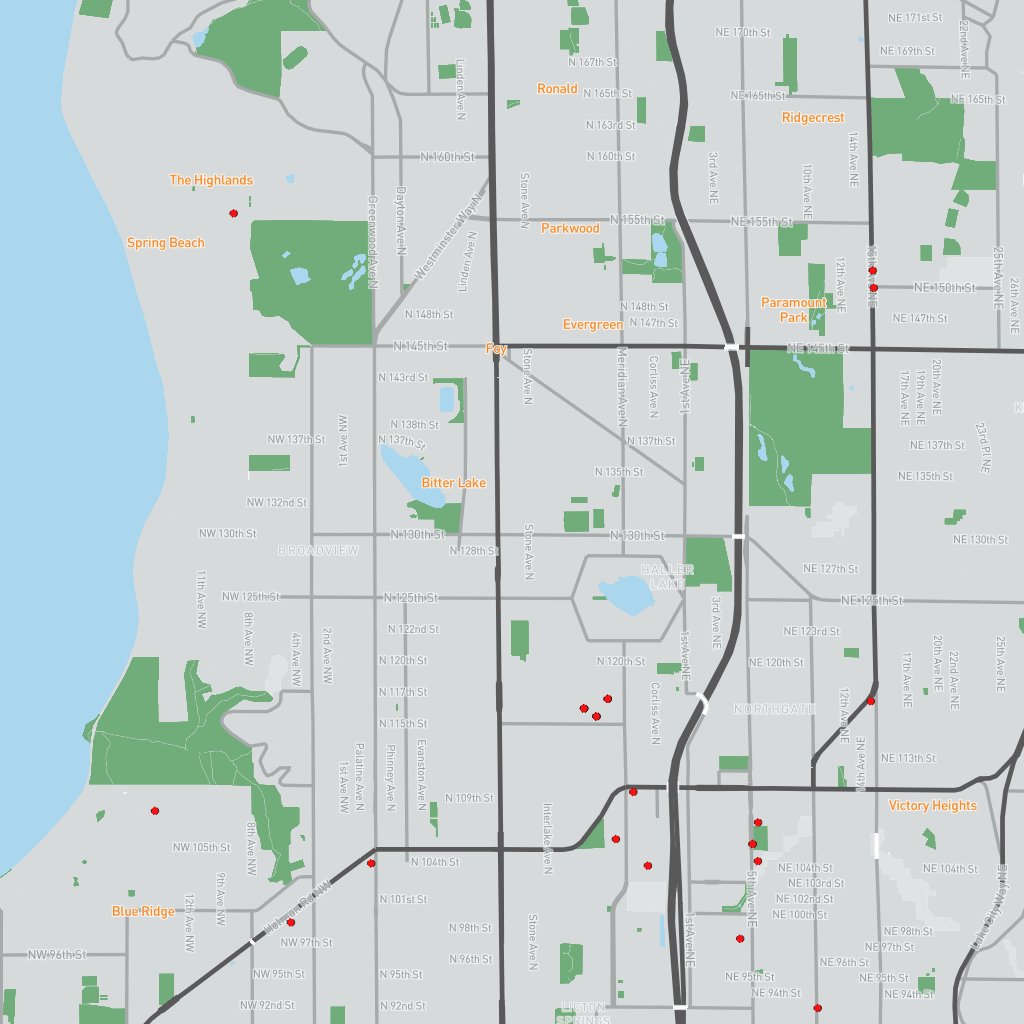 NE 171st St
NE 170th St
22nd Ave NE
NE 169th St
N 167th St
Linden Ave N
Ronald
N 165th St
NE 165th St
NE 165th St
Ridgecrest
N 163rd St
14th Ave NE
N 160th St
N 160th St
3rd Ave NE
10th Ave NE
The Highlands
Stone Ave N
Dayton Ave N
Greenwood Ave N
Westminster Way N
N 155th St
NE 155th St
Parkwood
Spring Beach
Linden Ave N
15th Ave NE
12th Ave NE
25th Ave NE
26th Ave NE
NE 150th St
Paramount
Park
N 148th St
N 148th St
N 147th St
NE 147th St
Evergreen
N 145th St
Foy
NE 145th St
Meridian Ave N
Stone Ave N
Corliss Ave N
1st Ave NE
N 143rd St
17th Ave NE
19th Ave NE
20th Ave NE
1st Ave NW
N 138th St
N 137th St
NW 137th St
N 137th St
NE 137th St
23rd Pl NE
N 135th St
NE 135th St
Bitter Lake
NW 132nd St
NW 130th St
N 130th St
N 130th St
NE 130th St
BROADVIEW
N 128th St
Stone Ave N
HALLER
LAKE
NE 127th St
11th Ave NW
NW 125th St
N 125th St
NE 125th St
8th Ave NW
4th Ave NW
2nd Ave NW
N 122nd St
3rd Ave NE
1st Ave NE
NE 123rd St
N 120th St
N 120th St
NE 120th St
17th Ave NE
20th Ave NE
22nd Ave NE
25th Ave NE
N 117th St
Corliss Ave N
12th Ave NE
NORTHGATE
N 115th St
Palatine Ave N
1st Ave NW
Phinney Ave N
Evanston Ave N
NE 113th St
N 109th St
Interlake Ave N
Victory Heights
NW 105th St
8th Ave NW
N 104th St
NE 104th St
NE 104th St
5th Ave NE
NE 103rd St
NE 102nd St
NE 100th St
N 101st St
9th Ave NW
12th Ave NW
Blue Ridge
Holman Rd NW
Lake City Way NE
N 98th St
Stone Ave N
1st Ave NE
NE 98th St
NW 97th St
NE 97th St
NW 96th St
N 96th St
NE 96th St
NW 95th St
N 95th St
NE 95th St
NE 95th St
NE 94th St
NE 94th St
NW 92nd St
N 92nd St
LICTON
SPRINGS